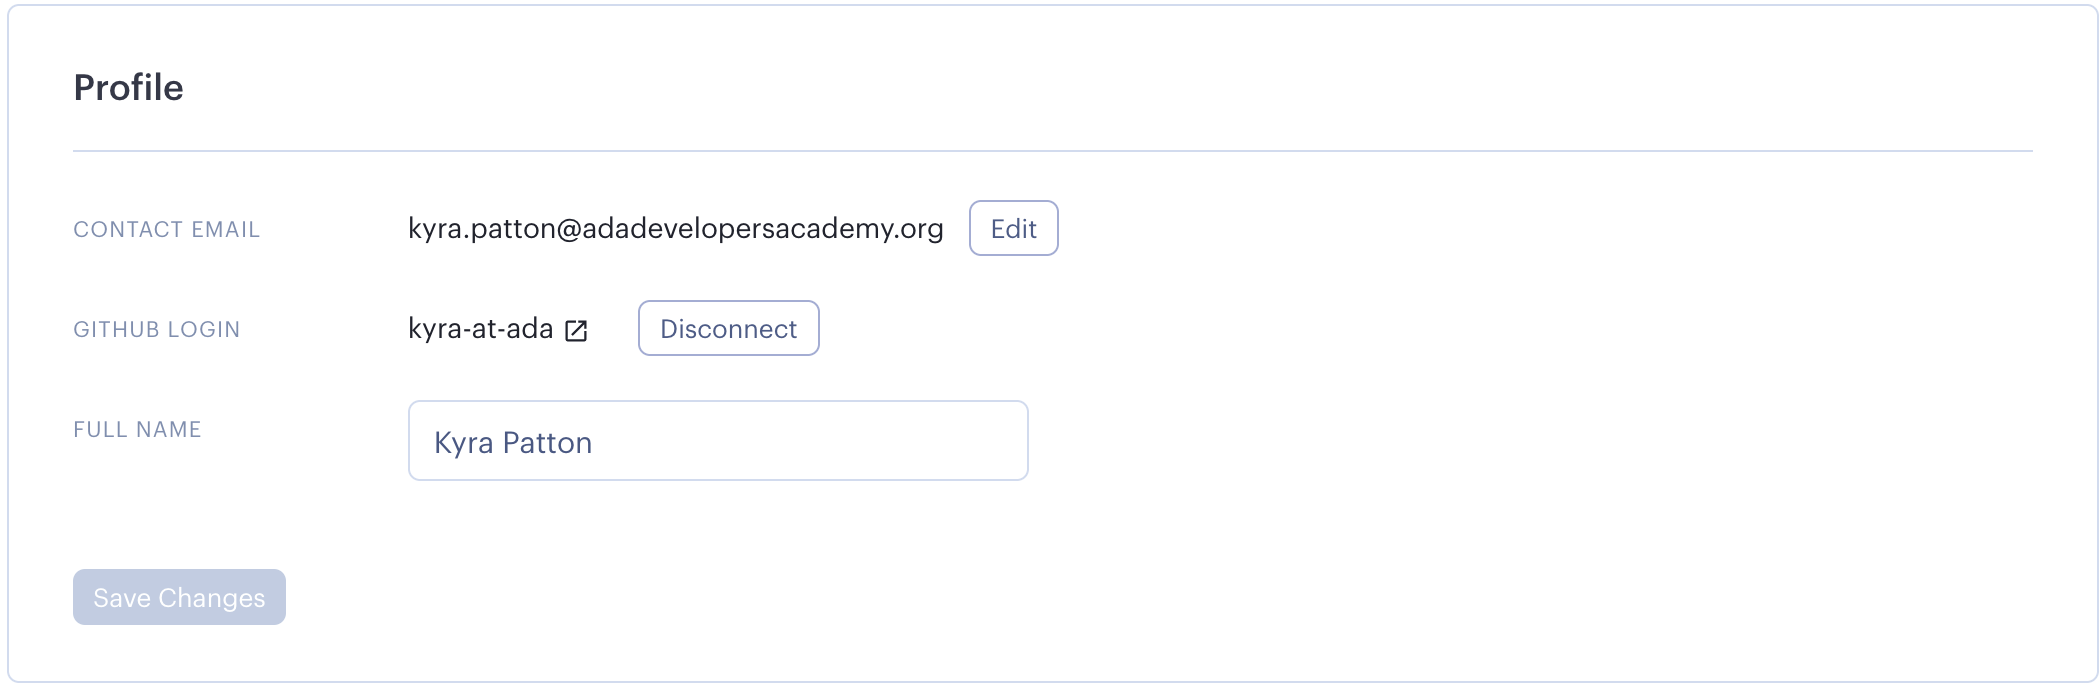 Profile
CONTACT EMAIL kyra.patton@adadevelopersacademy.org Edit
GITHUB LOGIN kyra-at-ada Disconnect
FULL NAME Kyra Patton
Save Changes